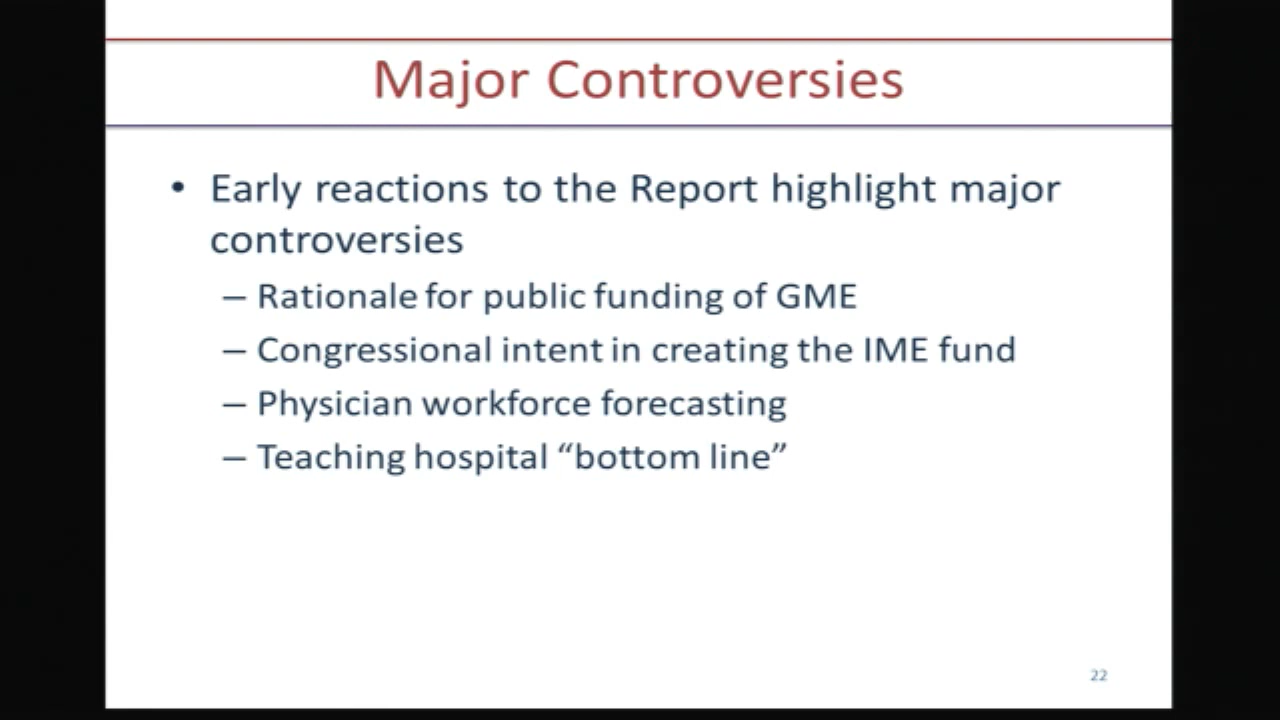 Major Controversies
• Early reactions to the Report highlight major
controversies
– Rationale for public funding of GME
– Congressional intent in creating the IME fund
– Physician workforce forecasting
– Teaching hospital “bottom line”
22